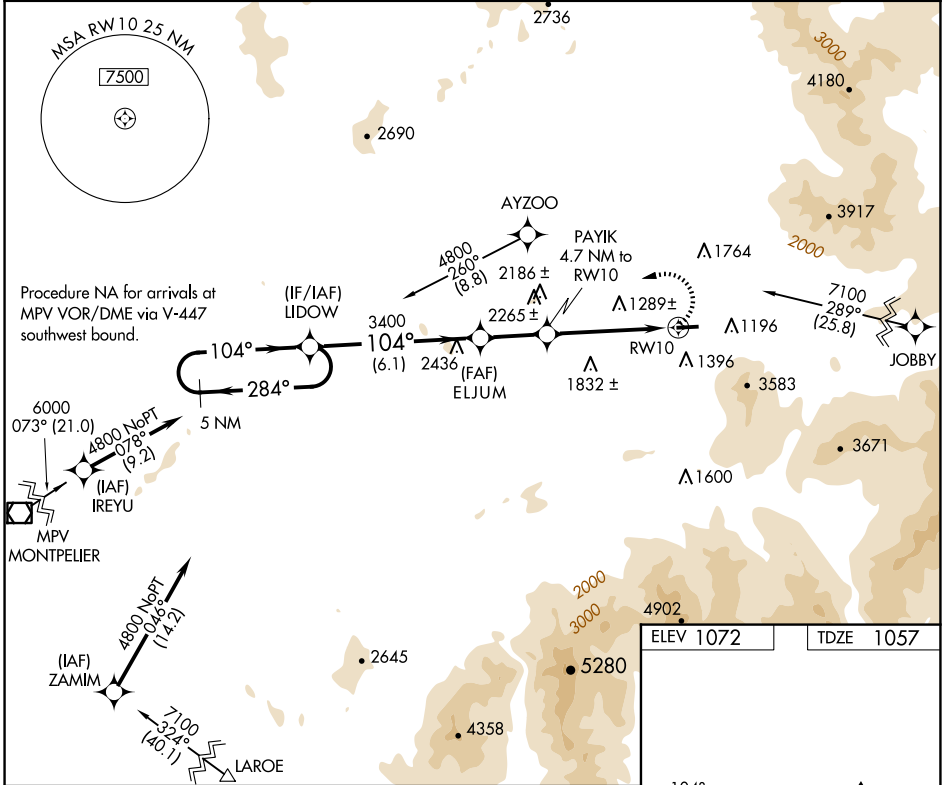 MSA RW10 25 NM
7500
2736
3000
4180
2690
3917
2000
AYZOO
4800
260°
(8.8)
PAYIK
4.7 NM to
RW10
2186 ±
2265 ±
1289±
1764
7100
289°
(25.8)
JOBBY
Procedure NA for arrivals at
MPV VOR/DME via V-447
southwest bound.
(IF/IAF)
LIDOW
3400
104°
(6.1)
104°
284°
5 NM
2436
(FAF)
ELJUM
1832 ±
RW10
1196
1396
3583
3671
1600
6000
073° (21.0)
4800 NoPT
078°
(9.2)
(IAF)
IREYU
MPV
MONTPELIER
4800 NoPT
046°
(14.2)
(IAF)
ZAMIM
7100
324°
(40.1)
LAROE
2645
4358
2000
3000
5280
4902
ELEV 1072
TDZE 1057